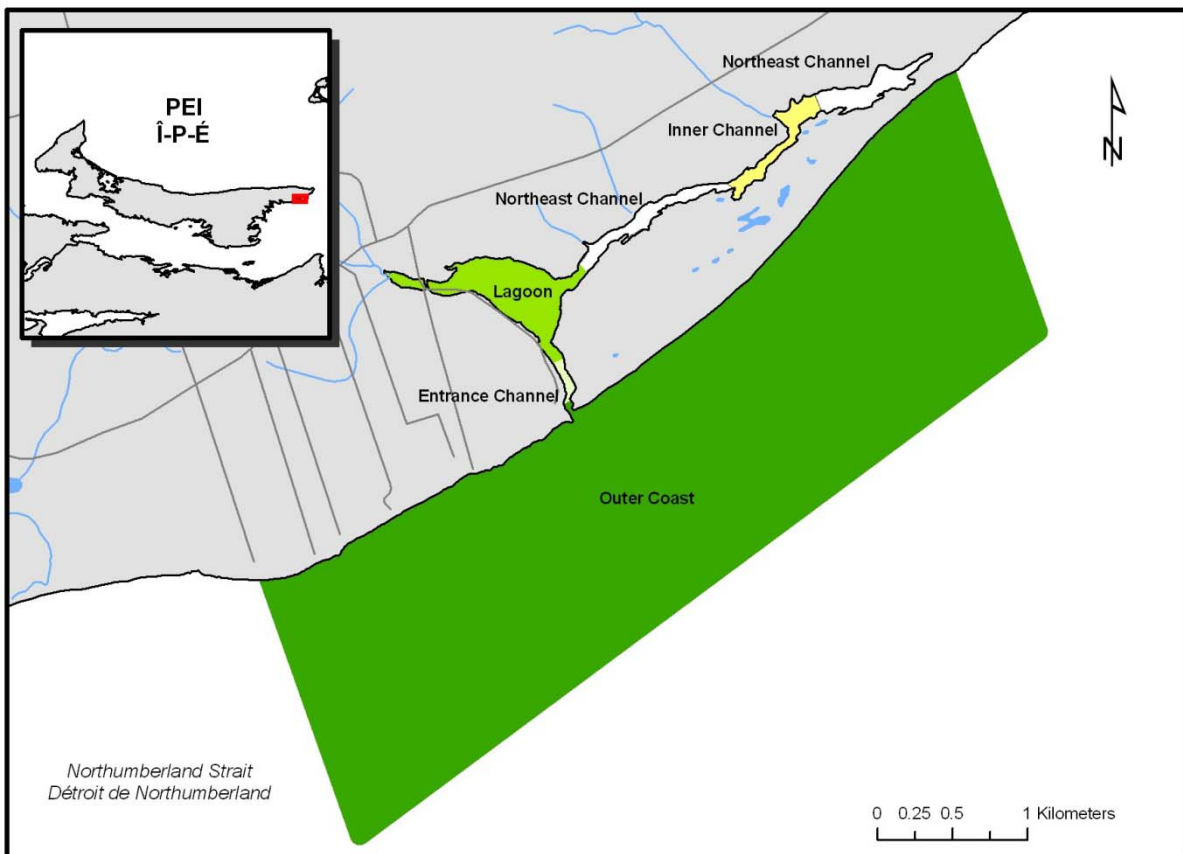 PEI
Î-P-É
Northeast Channel
N
Inner Channel
Northeast Channel
Lagoon
Entrance Channel
Outer Coast
Northumberland Strait
Détroit de Northumberland
0 0.25 0.5 1 Kilometers